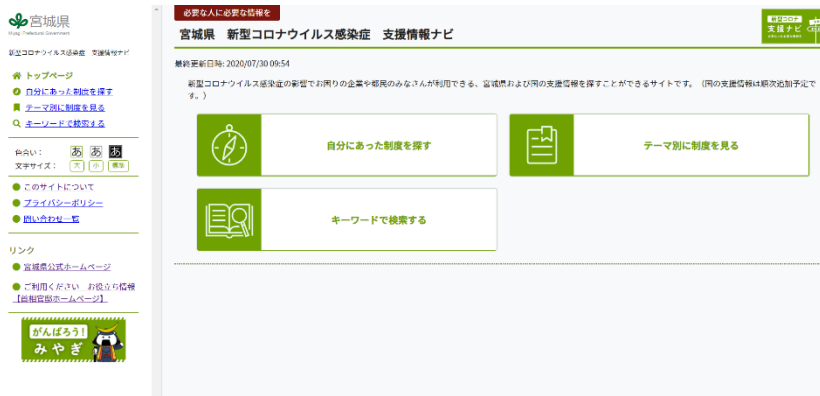 宮城県
Miyagi Prefectural Government
新型コロナウイルス感染症 支援情報ナビ
トップページ
自分にあった制度を探す
テーマ別に制度を見る
キーワードで検索する
色合い： あ あ あ
文字サイズ： 大 小 標準
このサイトについて
プライバシーポリシー
問い合わせ一覧
リンク
宮城県公式ホームページ
ご利用ください お役立ち情報
【首相官邸ホームページ】
がんばろう!
みやぎ
必要な人に必要な情報を
宮城県 新型コロナウイルス感染症 支援情報ナビ
新型コロナ
支援ナビ
最終更新日時: 2020/07/30 09:54
新型コロナウイルス感染症の影響でお困りの企業や都民のみなさんが利用できる、宮城県および国の支援情報を探すことができるサイトです。（国の支援情報は順次追加予定で
す。）
自分にあった制度を探す
テーマ別に制度を見る
キーワードで検索する